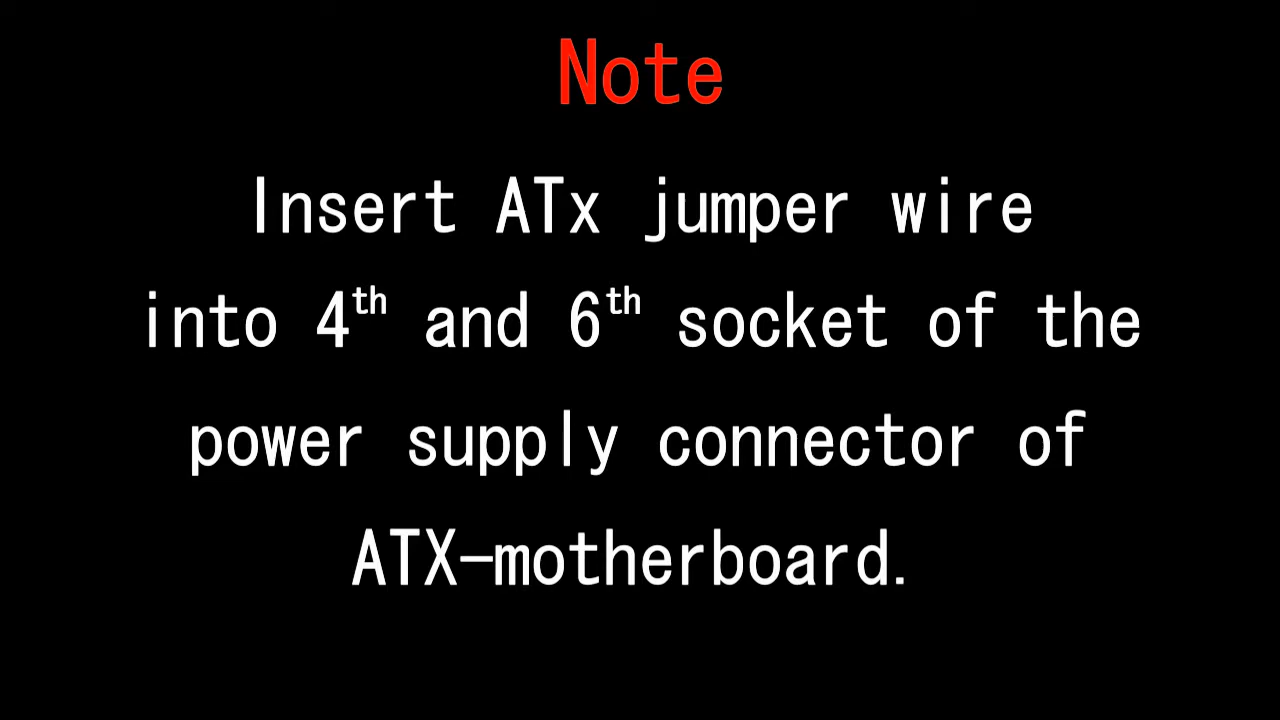 Note
Insert ATx jumper wire
into 4th and 6th socket of the
power supply connector of
ATX-motherboard.